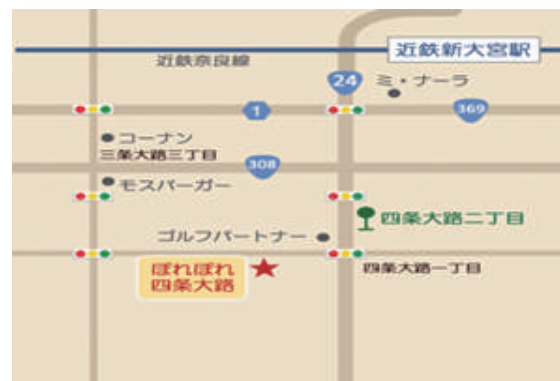 近鉄新大宮駅
近鉄奈良線
24
ミ・ナーラ
1
369
コーナン
三条大路三丁目
308
モスバーガー
四条大路二丁目
ゴルフパートナー
ぽれぽれ
四条大路
四条大路一丁目